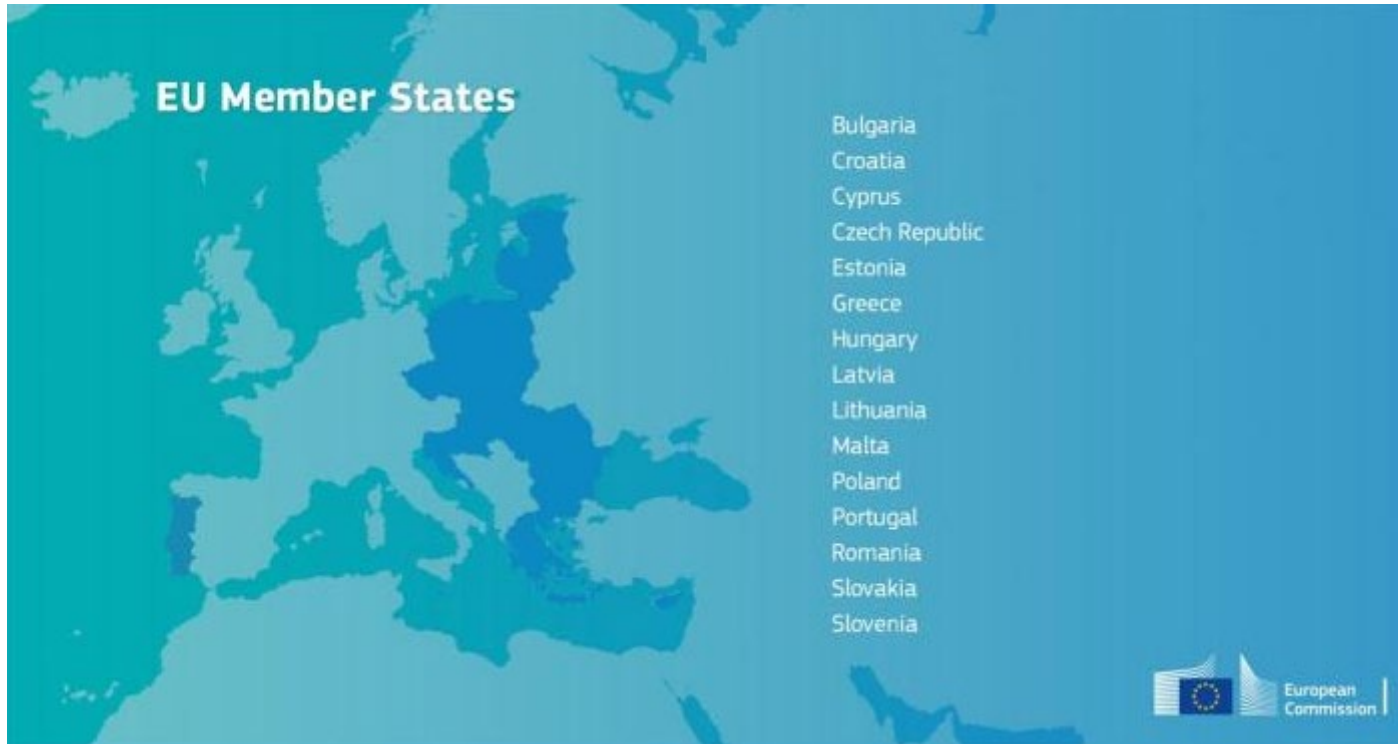 EU Member States
Bulgaria
Croatia
Cyprus
Czech Republic
Estonia
Greece
Hungary
Latvia
Lithuania
Malta
Poland
Portugal
Romania
Slovakia
Slovenia
European
Commission